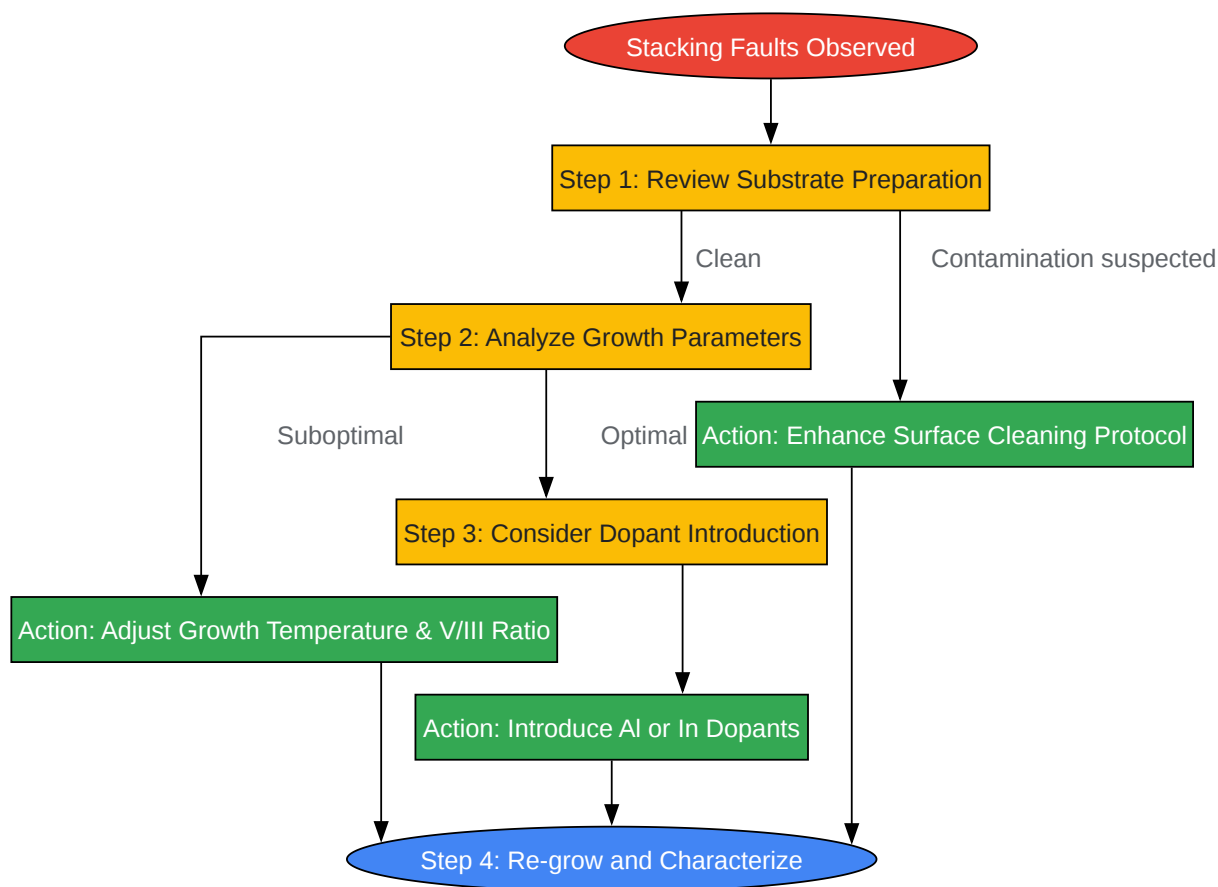 Stacking Faults Observed
Step 1: Review Substrate Preparation
Clean
Contamination suspected
Step 2: Analyze Growth Parameters
Suboptimal
Optimal
Action: Enhance Surface Cleaning Protocol
Step 3: Consider Dopant Introduction
Action: Adjust Growth Temperature & V/III Ratio
Action: Introduce Al or In Dopants
Step 4: Re-grow and Characterize